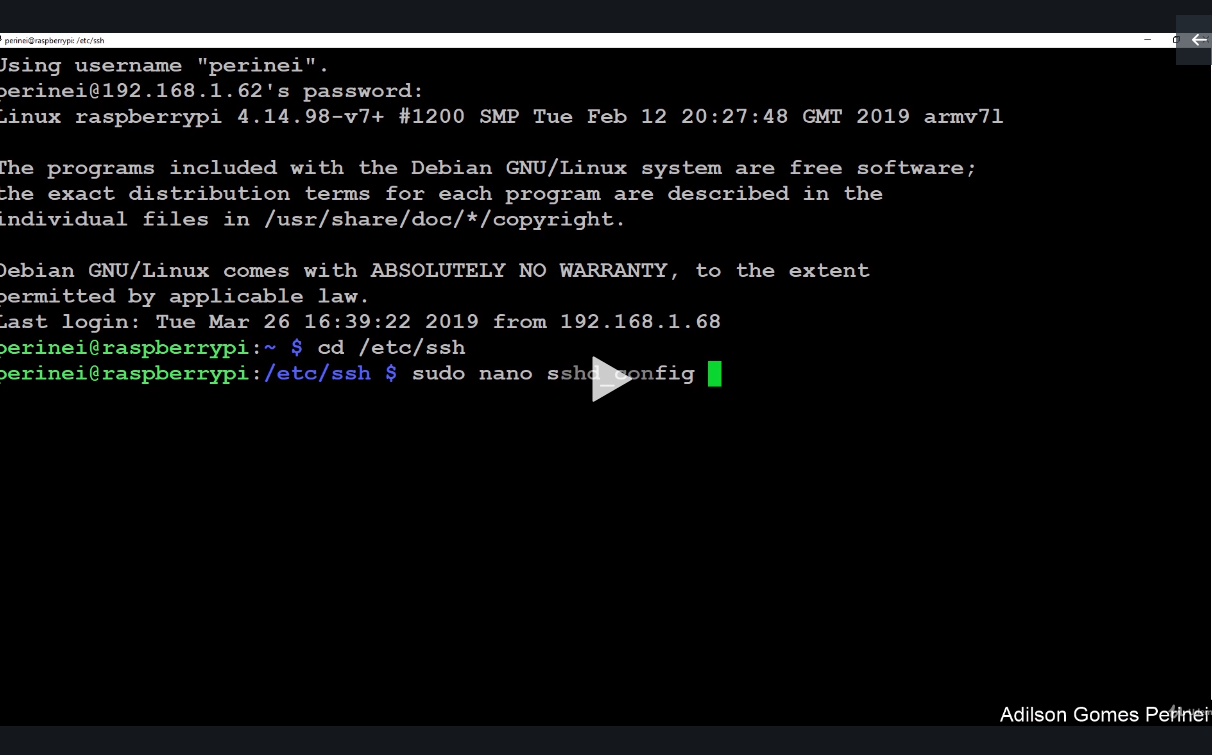 perinei@raspberrypi: /etc/ssh
Using username "perinei".
perinei@192.168.1.62's password:
Linux raspberrypi 4.14.98-v7+ #1200 SMP Tue Feb 12 20:27:48 GMT 2019 armv7l
The programs included with the Debian GNU/Linux system are free software;
the exact distribution terms for each program are described in the
individual files in /usr/share/doc/*/copyright.
Debian GNU/Linux comes with ABSOLUTELY NO WARRANTY, to the extent
permitted by applicable law.
Last login: Tue Mar 26 16:39:22 2019 from 192.168.1.68
perinei@raspberrypi:~ $ cd /etc/ssh
perinei@raspberrypi:/etc/ssh $ sudo nano sshd_config
Adilson Gomes Perinei